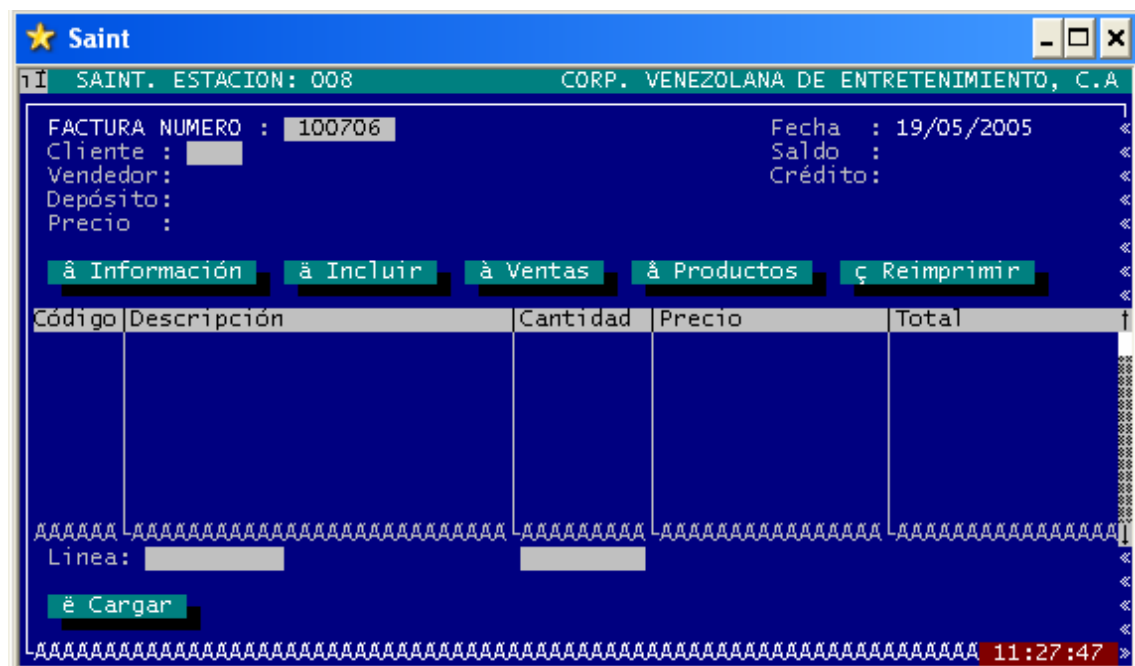 Saint
SAINT. ESTACION: 008 CORP. VENEZOLANA DE ENTRETENIMIENTO, C.A
FACTURA NUMERO : 100706 Fecha : 19/05/2005
Cliente : Saldo :
Vendedor: Crédito:
Depósito:
Precio :
â Información ä Incluir à Ventas å Productos ç Reimprimir
Código Descripción Cantidad Precio Total
Linea:
ë Cargar
11:27:47